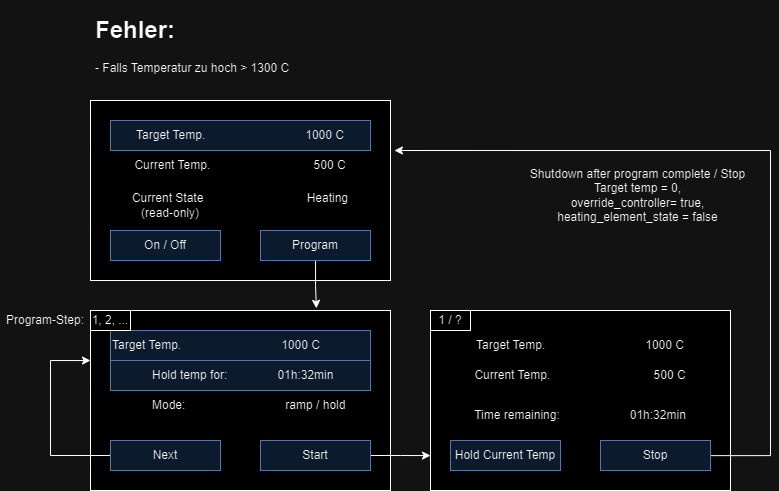 Fehler:
- Falls Temperatur zu hoch > 1300 C
Target Temp. 1000 C
Current Temp. 500 C
Current State Heating
(read-only)
On / Off Program
Shutdown after program complete / Stop
Target temp = 0,
override_controller= true,
heating_element_state = false
Program-Step: 1, 2, ...
Target Temp. 1000 C
Hold temp for: 01h:32min
Mode: ramp / hold
Next Start
1 / ?
Target Temp. 1000 C
Current Temp. 500 C
Time remaining: 01h:32min
Hold Current Temp Stop